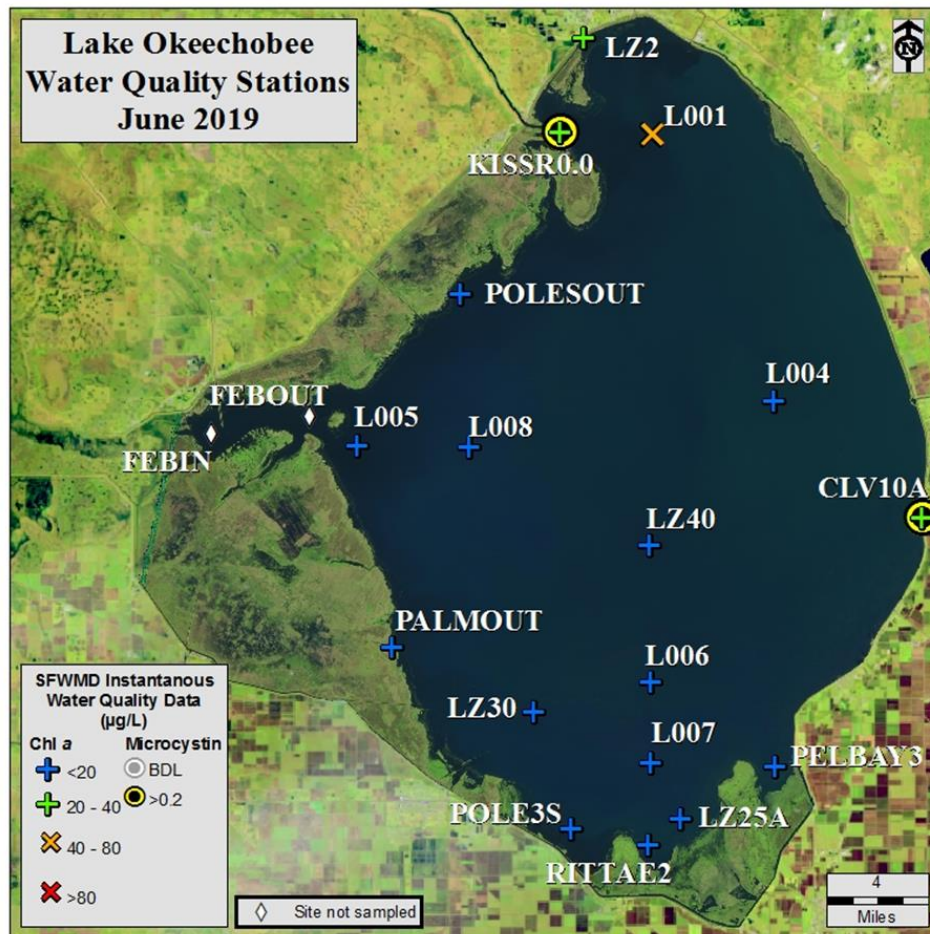 Lake Okeechobee
Water Quality Stations
June 2019
N
LZ2
L001
KISSR0.0
POLESOUT
L004
FEBOUT
L005
L008
FEBIN
CLV10A
LZ40
PALMOUT
L006
LZ30
L007
PELBAY3
POLE3S
LZ25A
RITTAE2
SFWMD Instantanous
Water Quality Data
(µg/L)
Chl a Microcystin
<20 BDL
20 - 40 >0.2
40 - 80
>80
Site not sampled
4
Miles